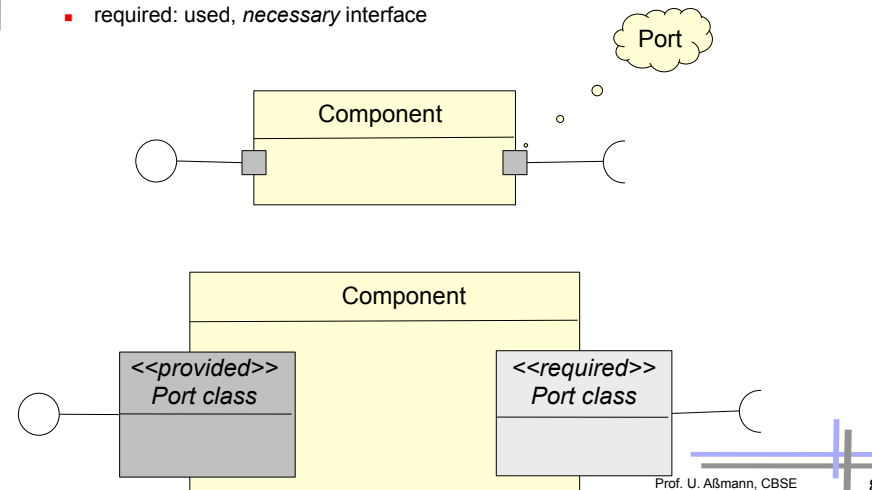 ▪ required: used, necessary interface
Port
Component
Component
<<provided>>
Port class
<<required>>
Port class
Prof. U. Aßmann, CBSE